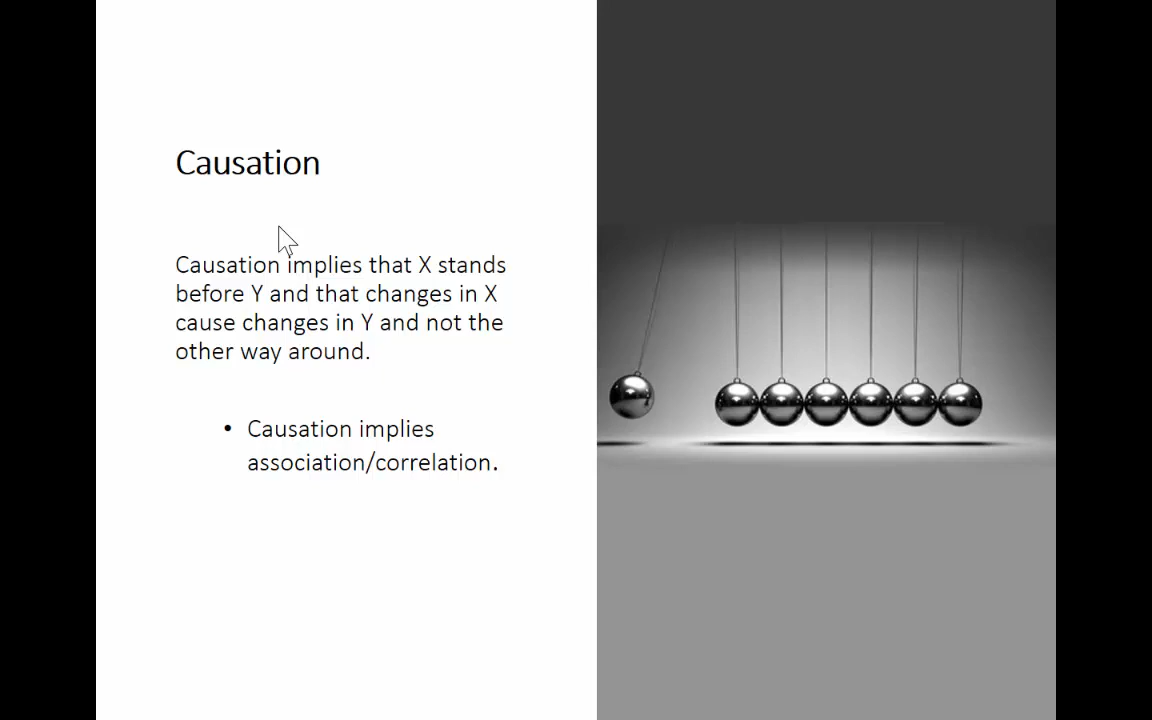 Causation
Causation implies that X stands
before Y and that changes in X
cause changes in Y and not the
other way around.
• Causation implies
association/correlation.